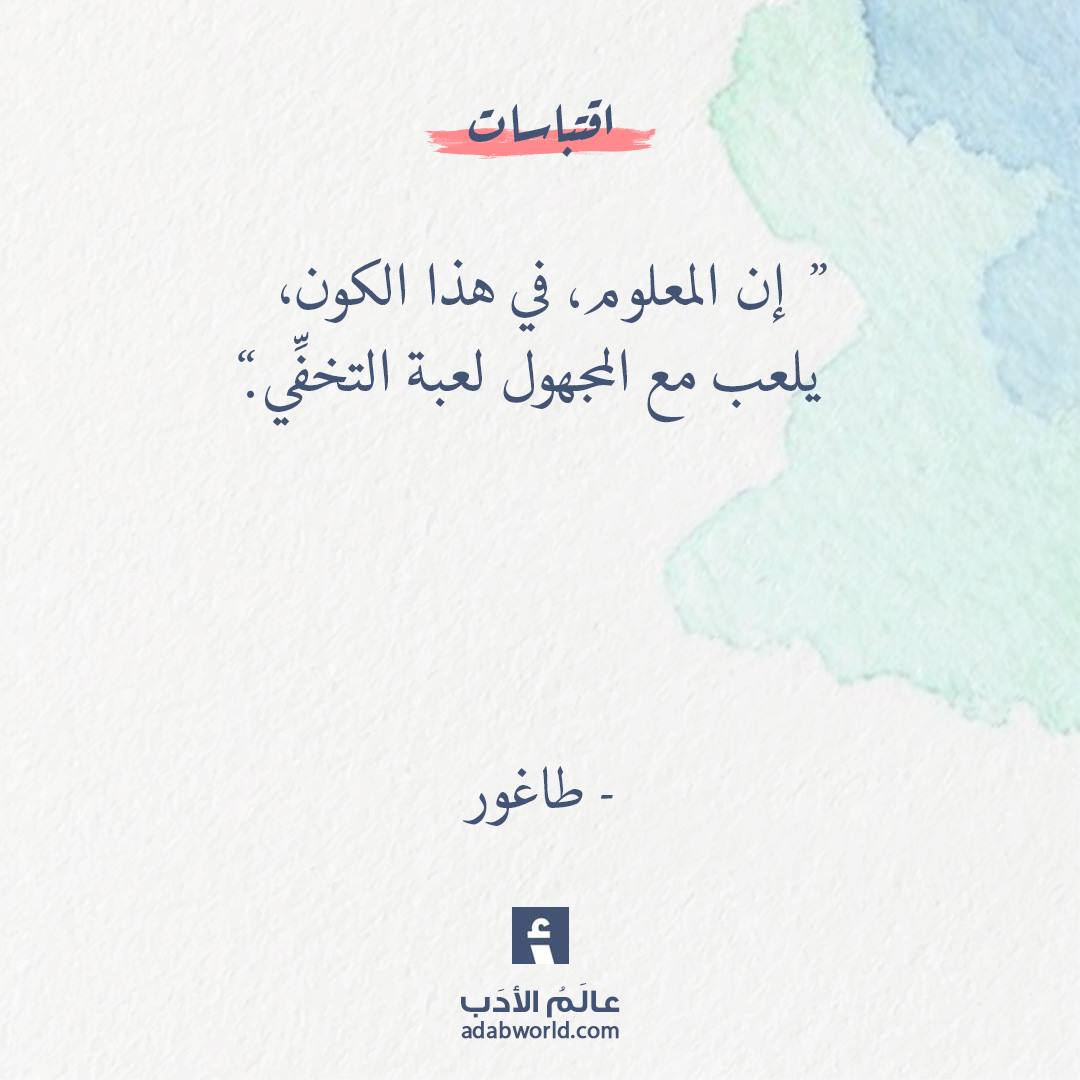 اقتباسات
” إن المعلوم، في هذا الكون،
يلعب مع المجهول لعبة التخفِّي.“
- طاغور
أ
عالَمُ الأدَب
adabworld.com